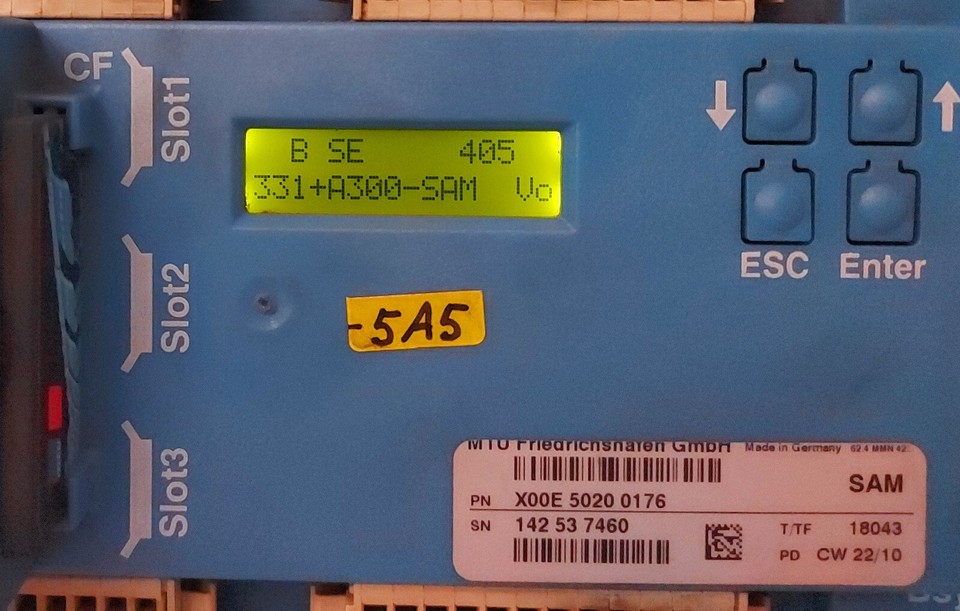 CF
Slot1
B SE 405
331+A300-SAM Vo
↓
↑
ESC Enter
Slot2
-5A5
Slot3
MTU Friedrichshafen GmbH Made in Germany
SAM
PN X00E 5020 0176
SN 142 53 7460
T/TF 18043
PD CW 22/10